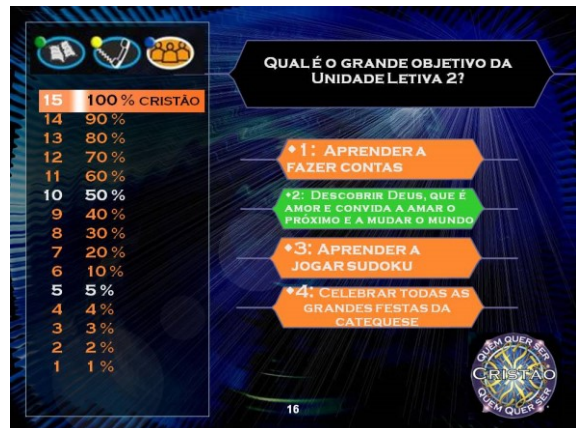 QUAL É O GRANDE OBJETIVO DA
UNIDADE LETIVA 2?
15 100 % CRISTÃO
14 90 %
13 80 %
12 70 %
11 60 %
10 50 %
9 40 %
8 30 %
7 20 %
6 10 %
5 5 %
4 4 %
3 3 %
2 2 %
1 1 %
1: APRENDER A
FAZER CONTAS
2: DESCOBRIR DEUS, QUE É
AMOR E CONVIDA A AMAR O
PRÓXIMO E A MUDAR O MUNDO
3: APRENDER A
JOGAR SUDOKU
4: CELEBRAR TODAS AS
GRANDES FESTAS DA
CATEQUESE
QUEM QUER SER
CRISTÃO
QUEM QUER SER
16